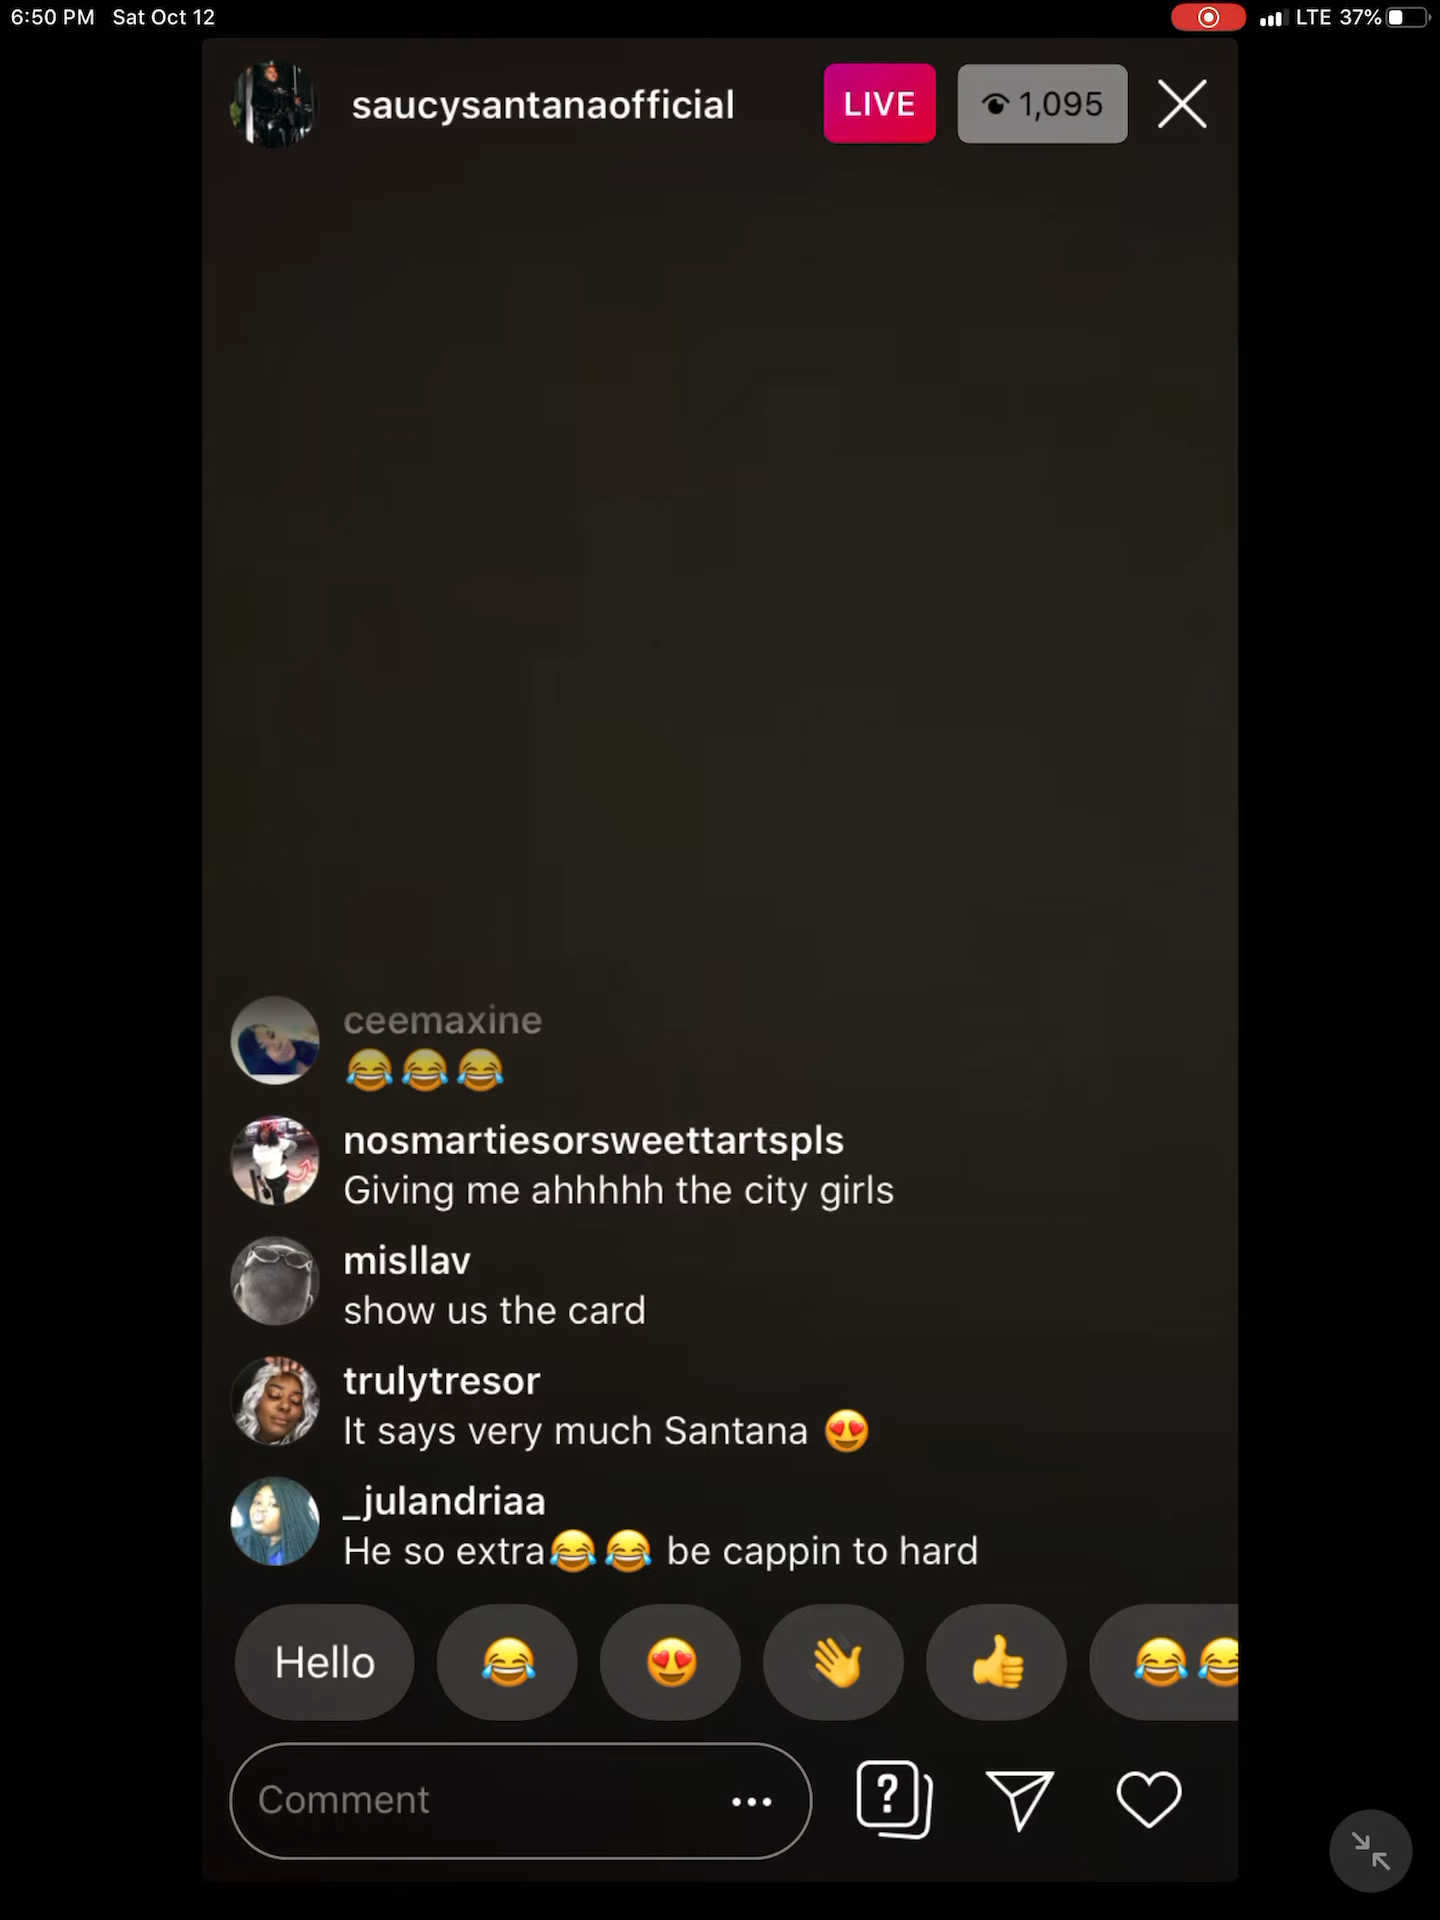 6:50 PM Sat Oct 12
LTE 37%
saucysantanaofficial
LIVE
1,095
ceemaxine
😂😂😂
nosmartiesorsweettartspls
Giving me ahhhhh the city girls
misllav
show us the card
trulytresor
It says very much Santana 😍
_julandriaa
He so extra😂😂 be cappin to hard
Hello 😂 😍 👋 👍 😂😂
Comment
?